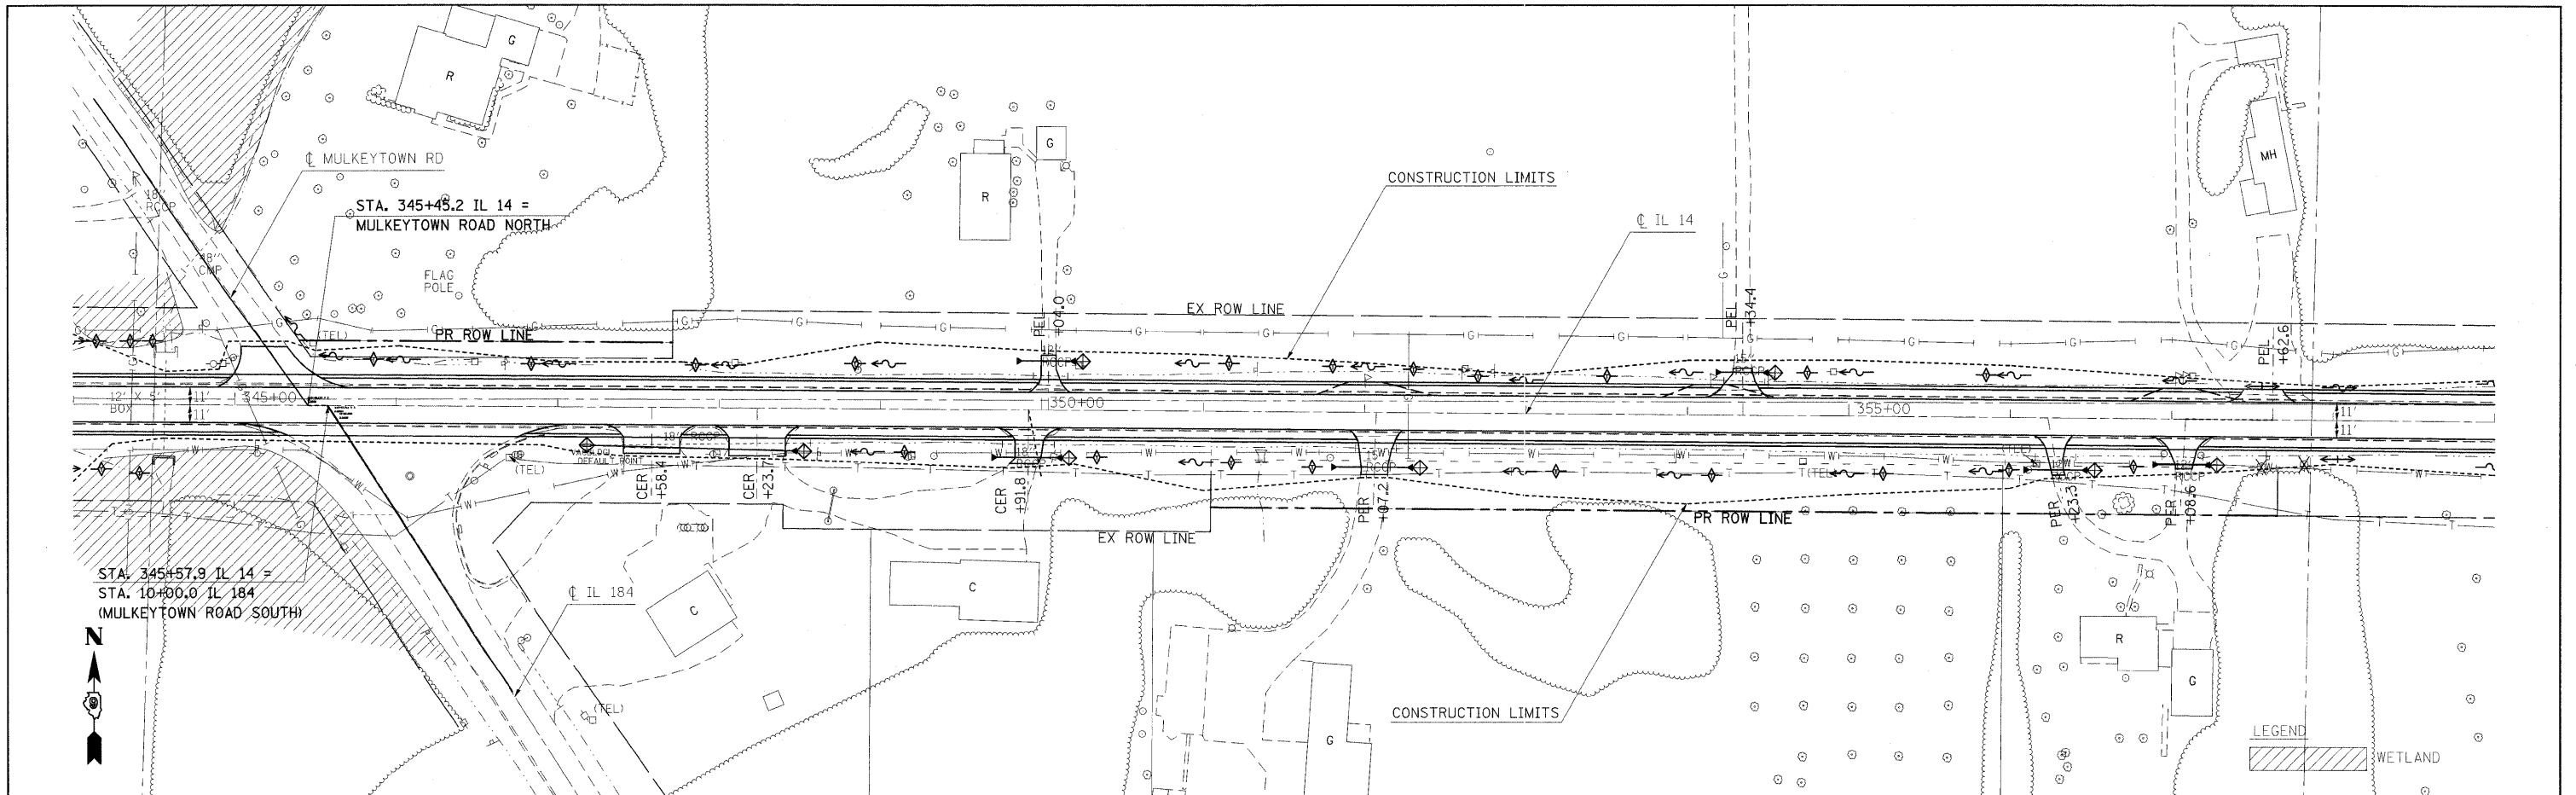 G
R
℄ MULKEYTOWN RD
18"
RCCP
STA. 345+45.2 IL 14 =
MULKEYTOWN ROAD NORTH
48"
CMP
FLAG
POLE
G
R
CONSTRUCTION LIMITS
℄ IL 14
MH
(TEL)
PR ROW LINE
EX ROW LINE
PEL
+04.0
PEL
+34.4
PEL
+62.6
12' X 5'
BOX
11'
11'
345+00
350+00
355+00
11'
11'
18" RCCP
DEFAULT POINT
(TEL)
CER
+58.4
CER
+23.7
CER
+91.8
PER
+07.2
PER
+23.3
PER
+08.6
RCCP
EX ROW LINE
PR ROW LINE
STA. 345+57.9 IL 14 =
STA. 10+00.0 IL 184
(MULKEYTOWN ROAD SOUTH)
℄ IL 184
C
C
N
(TEL)
CONSTRUCTION LIMITS
G
R
G
LEGEND
WETLAND